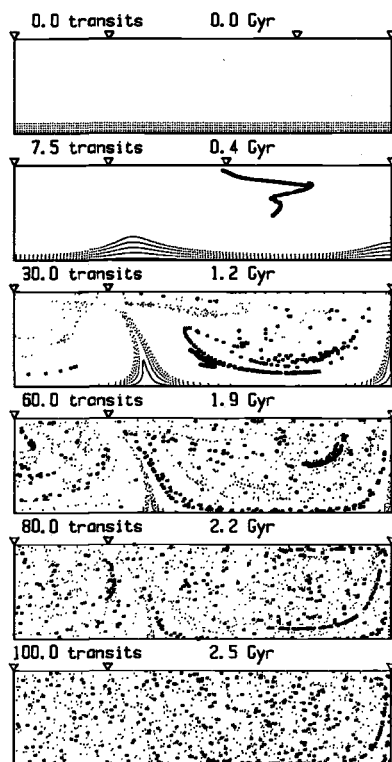 0.0 transits 0.0 Gyr
7.5 transits 0.4 Gyr
30.0 transits 1.2 Gyr
60.0 transits 1.9 Gyr
80.0 transits 2.2 Gyr
100.0 transits 2.5 Gyr